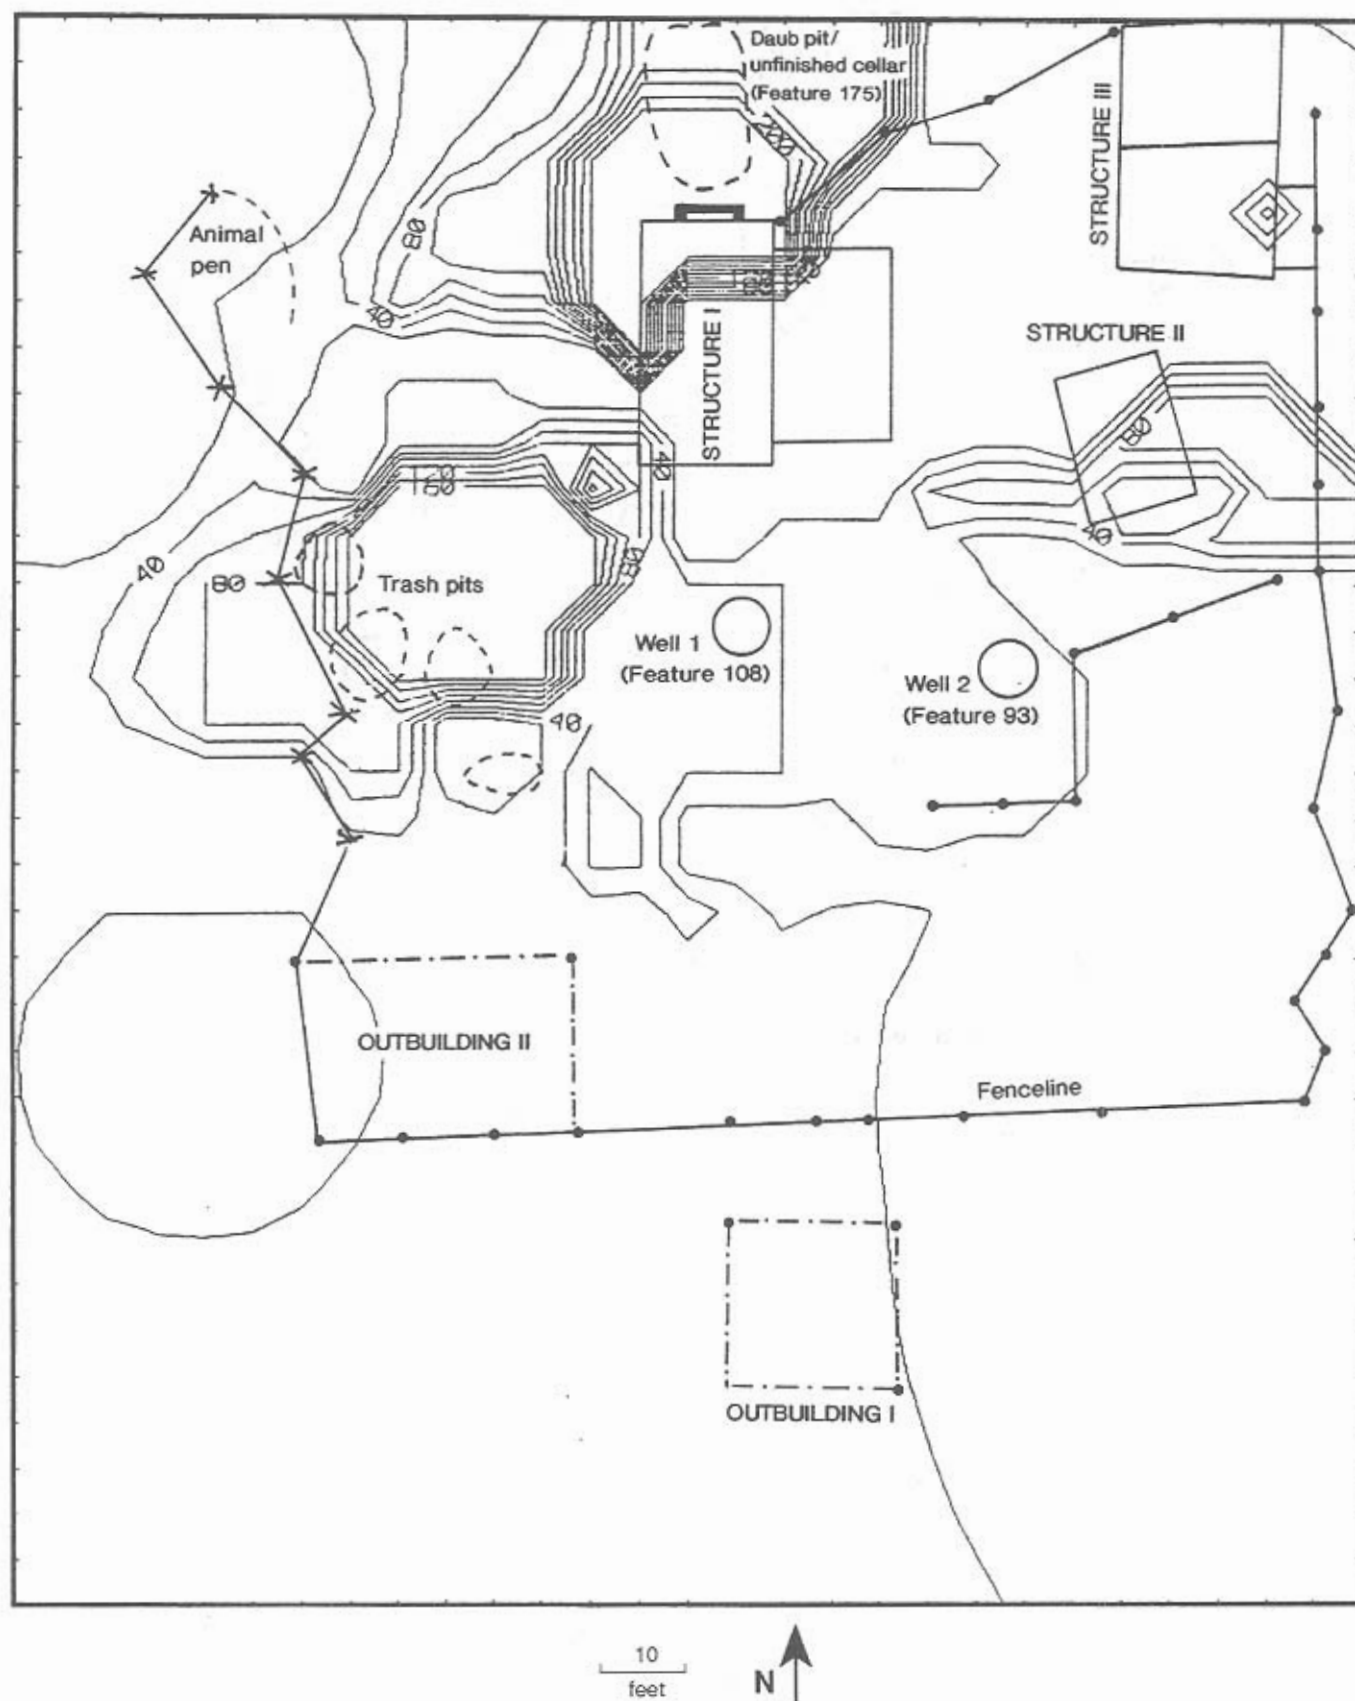 Daub pit/
unfinished cellar
(Feature 175)
200
STRUCTURE III
Animal
pen
80
40
STRUCTURE I
STRUCTURE II
80
40
160
40
80
80
Trash pits
40
Well 1
(Feature 108)
Well 2
(Feature 93)
40
OUTBUILDING II
Fenceline
OUTBUILDING I
10
feet
N